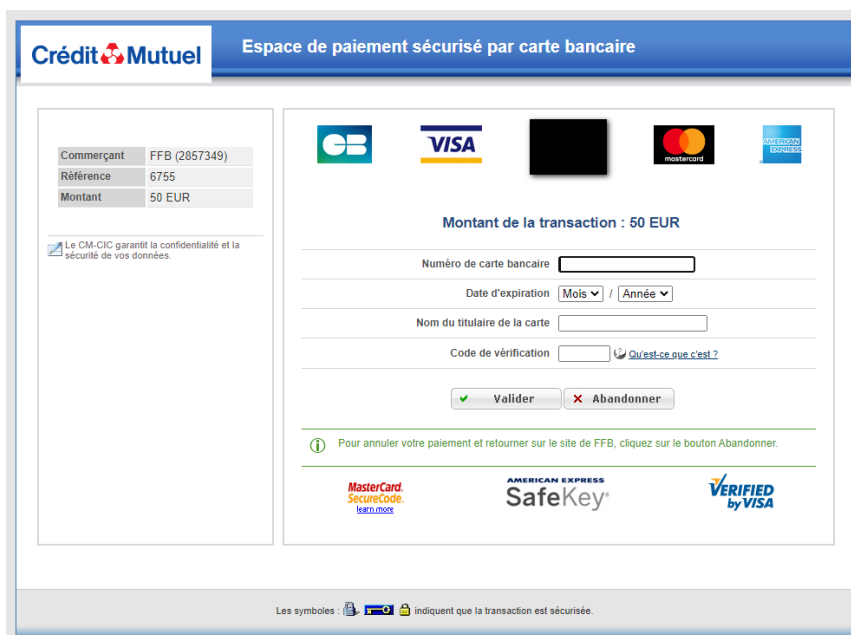 Crédit Mutuel
Espace de paiement sécurisé par carte bancaire
CB
VISA
mastercard
AMERICAN EXPRESS
Commerçant FFB (2857349)
Référence 6755
Montant 50 EUR
Le CM-CIC garantit la confidentialité et la
sécurité de vos données.
Montant de la transaction : 50 EUR
Numéro de carte bancaire
Date d'expiration Mois / Année
Nom du titulaire de la carte
Code de vérification Qu'est-ce que c'est ?
Valider Abandonner
Pour annuler votre paiement et retourner sur le site de FFB, cliquez sur le bouton Abandonner.
MasterCard.
SecureCode.
learn more
AMERICAN EXPRESS
SafeKey
VERIFIED
by VISA
Les symboles : indiquent que la transaction est sécurisée.